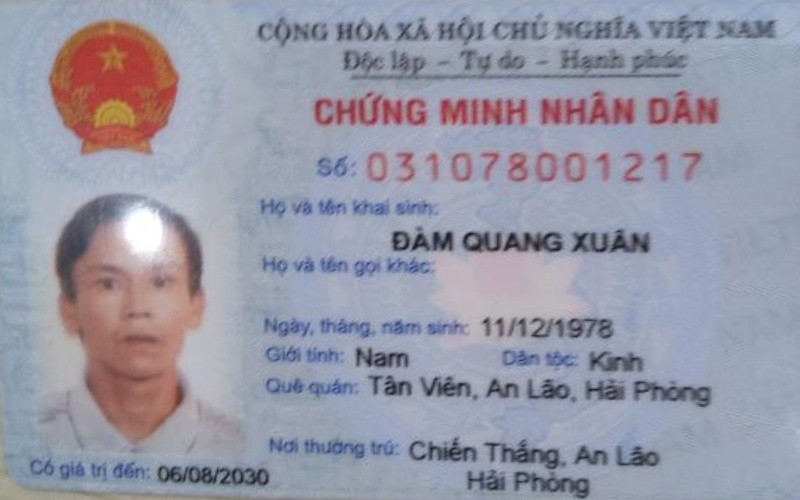 CỘNG HÒA XÃ HỘI CHỦ NGHĨA VIỆT NAM
Độc lập - Tự do - Hạnh phúc
CHỨNG MINH NHÂN DÂN
Số: 031078001217
Họ và tên khai sinh:
ĐÀM QUANG XUÂN
Họ và tên gọi khác:
Ngày, tháng, năm sinh: 11/12/1978
Giới tính: Nam Dân tộc: Kinh
Quê quán: Tân Viên, An Lão, Hải Phòng
Nơi thường trú: Chiến Thắng, An Lão
Hải Phòng
Có giá trị đến: 06/08/2030